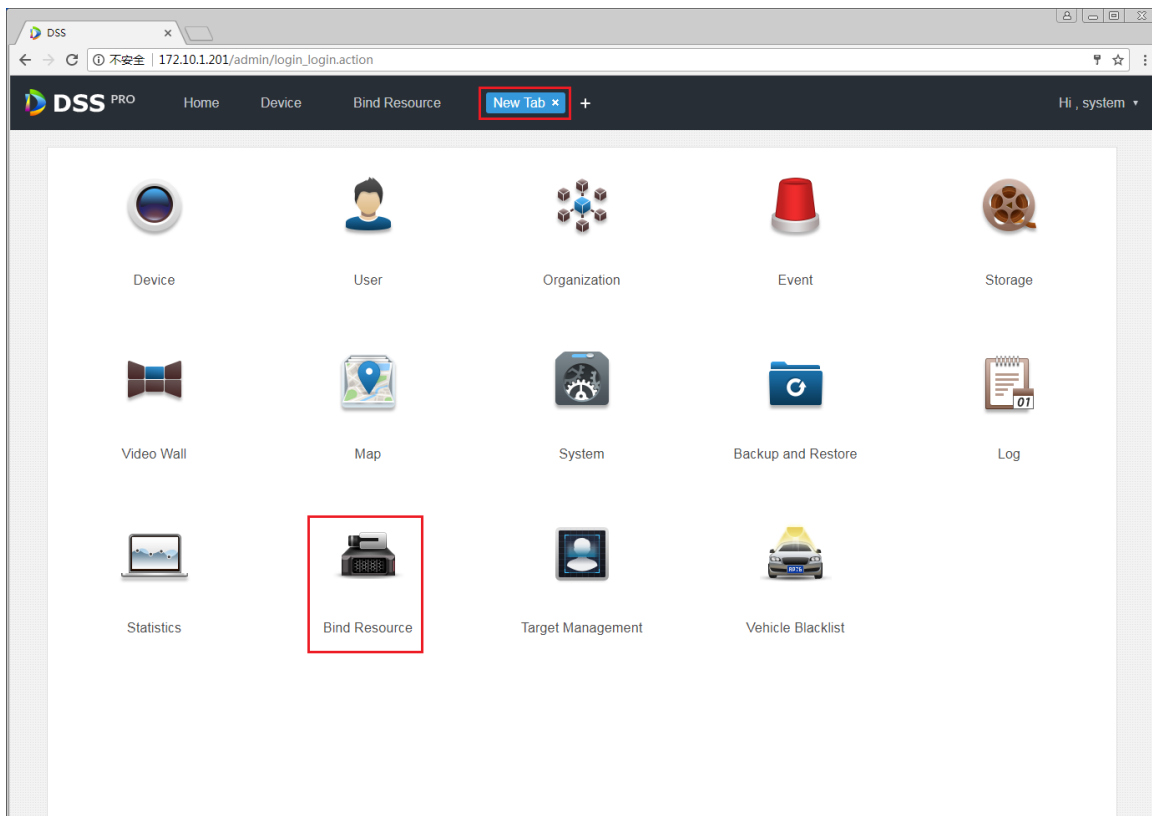 DSS ×
不安全 | 172.10.1.201/admin/login_login.action
DSS PRO Home Device Bind Resource New Tab × + Hi , system
Device User Organization Event Storage
01
Video Wall Map System Backup and Restore Log
Statistics Bind Resource Target Management Vehicle Blacklist